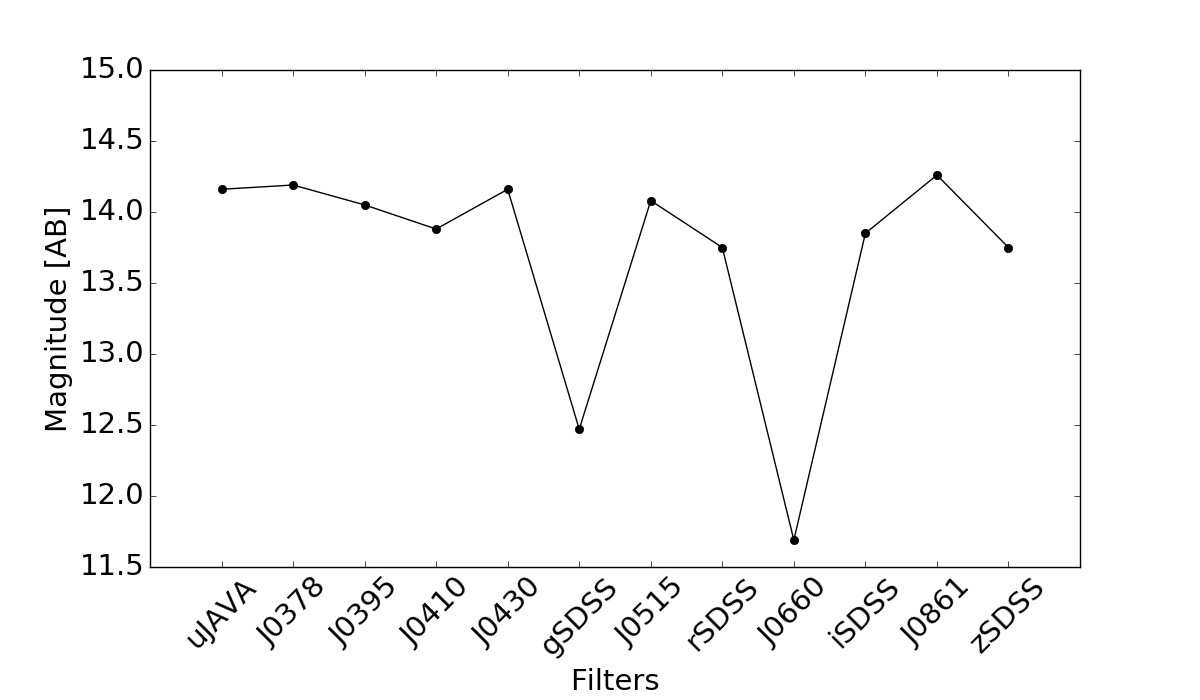 15.0
14.5
14.0
13.5
13.0
12.5
12.0
11.5
Magnitude [AB]
uJAVA
J0378
J0395
J0410
J0430
gSDSS
J0515
rSDSS
J0660
iSDSS
J0861
zSDSS
Filters